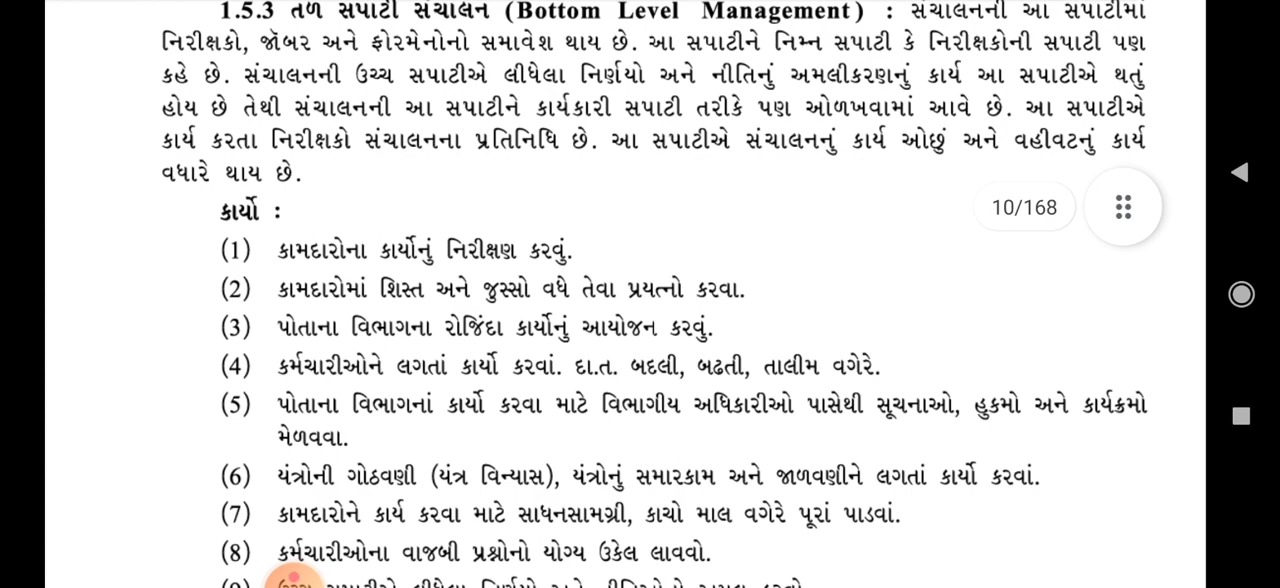 1.5.3 તળ સપાટી સંચાલન (Bottom Level Management) : સંચાલનની આ સપાટીમાં
નિરીક્ષકો, જૉબર અને ફોરમેનોનો સમાવેશ થાય છે. આ સપાટીને નિમ્ન સપાટી કે નિરીક્ષકોની સપાટી પણ
કહે છે. સંચાલનની ઉચ્ચ સપાટીએ લીધેલા નિર્ણયો અને નીતિનું અમલીકરણનું કાર્ય આ સપાટીએ થતું
હોય છે તેથી સંચાલનની આ સપાટીને કાર્યકારી સપાટી તરીકે પણ ઓળખવામાં આવે છે. આ સપાટીએ
કાર્ય કરતા નિરીક્ષકો સંચાલનના પ્રતિનિધિ છે. આ સપાટીએ સંચાલનનું કાર્ય ઓછું અને વહીવટનું કાર્ય
વધારે થાય છે.
કાર્યો :
10/168
(1) કામદારોના કાર્યોનું નિરીક્ષણ કરવું.
(2) કામદારોમાં શિસ્ત અને જુસ્સો વધે તેવા પ્રયત્નો કરવા.
(3) પોતાના વિભાગના રોજિંદા કાર્યોનું આયોજન કરવું.
(4) કર્મચારીઓને લગતાં કાર્યો કરવાં. દા.ત. બદલી, બઢતી, તાલીમ વગેરે.
(5) પોતાના વિભાગનાં કાર્યો કરવા માટે વિભાગીય અધિકારીઓ પાસેથી સૂચનાઓ, હુકમો અને કાર્યક્રમો
મેળવવા.
(6) યંત્રોની ગોઠવણી (યંત્ર વિન્યાસ), યંત્રોનું સમારકામ અને જાળવણીને લગતાં કાર્યો કરવાં.
(7) કામદારોને કાર્ય કરવા માટે સાધનસામગ્રી, કાચો માલ વગેરે પૂરાં પાડવાં.
(8) કર્મચારીઓના વાજબી પ્રશ્નોનો યોગ્ય ઉકેલ લાવવો.